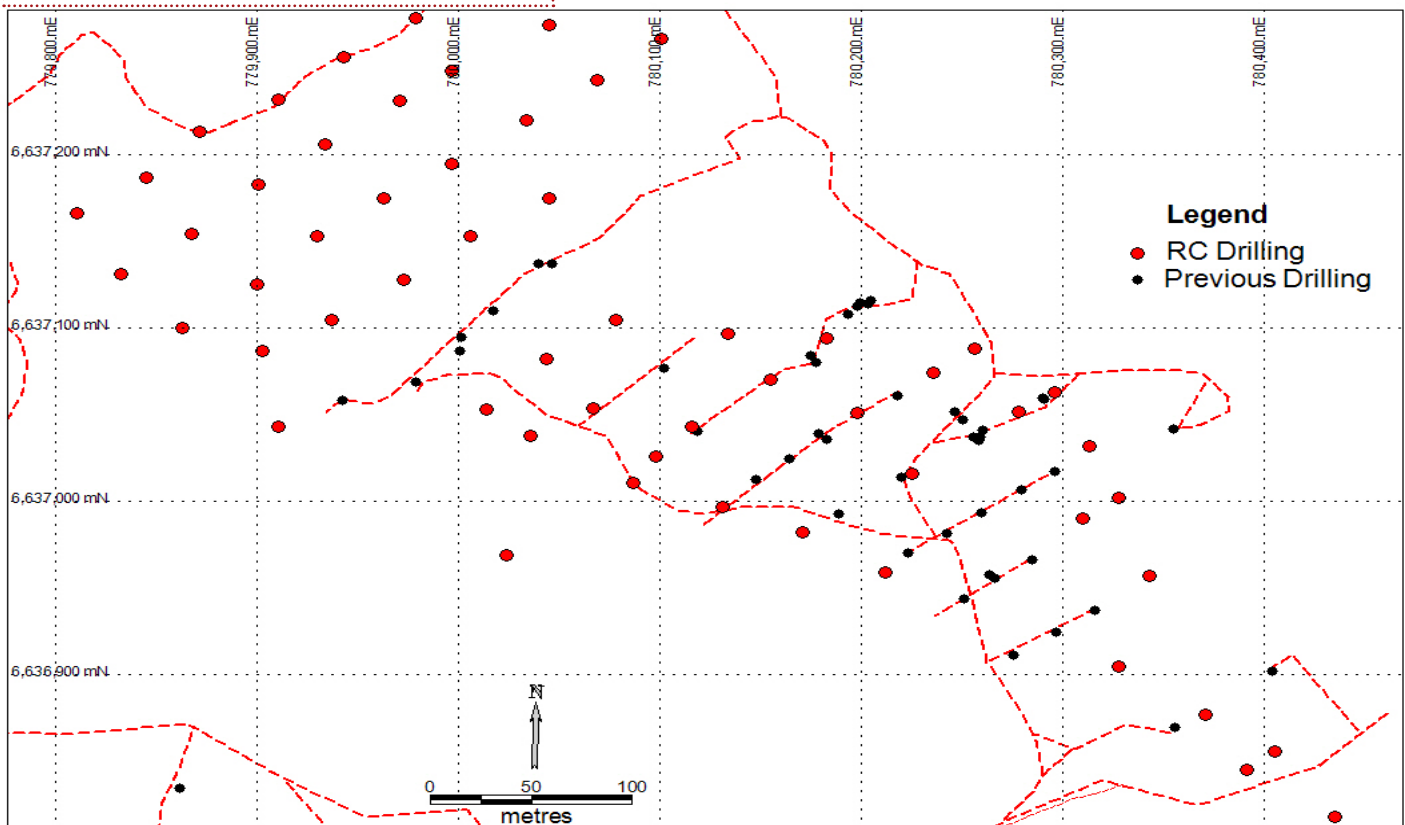 779,800 mE
779,900 mE
780,000 mE
780,100 mE
780,200 mE
780,300 mE
780,400 mE
6,637,200 mN
Legend
RC Drilling
Previous Drilling
6,637,100 mN
6,637,000 mN
6,636,900 mN
N
0 50 100
metres